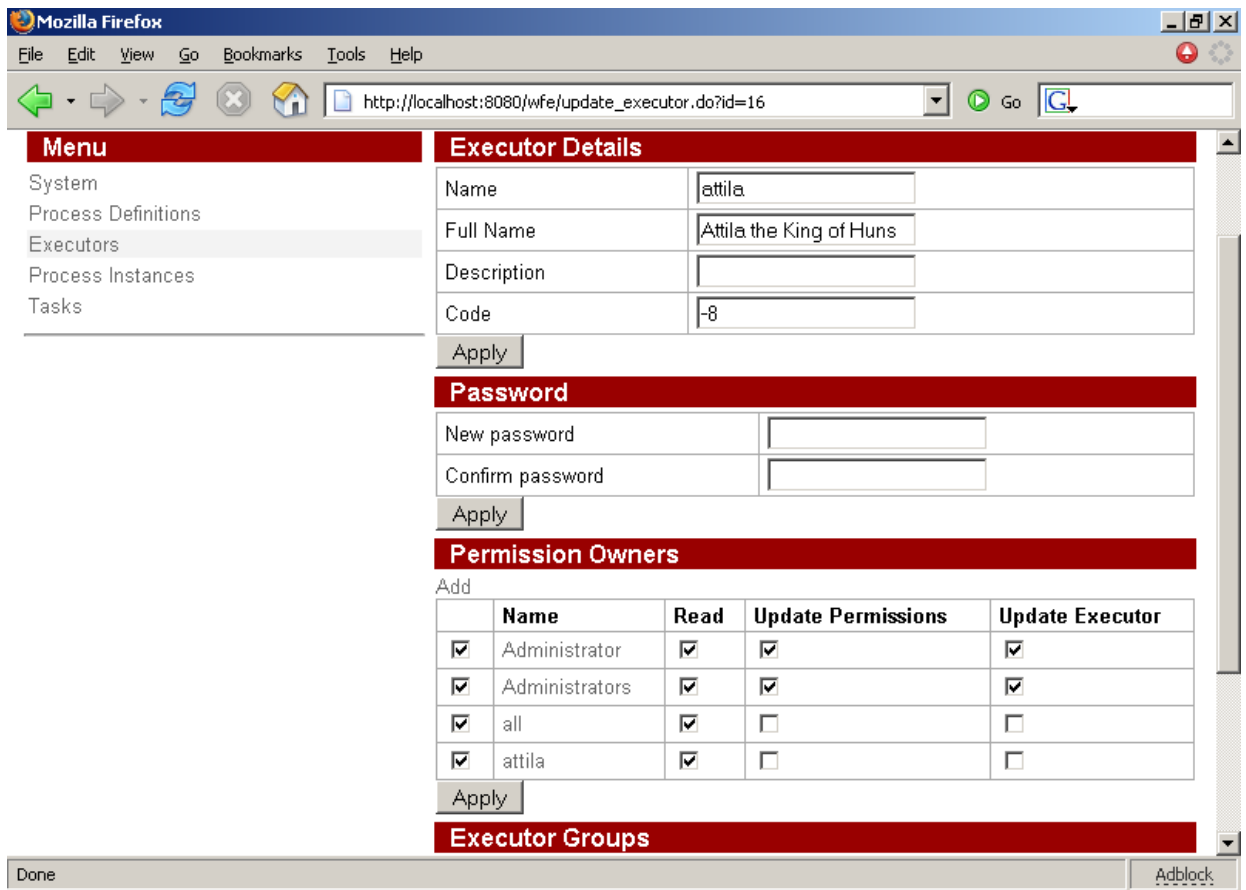 Mozilla Firefox
File Edit View Go Bookmarks Tools Help
http://localhost:8080/wfe/update_executor.do?id=16 Go G
Menu
System
Process Definitions
Executors
Process Instances
Tasks
Executor Details
Name attila
Full Name Attila the King of Huns
Description
Code -8
Apply
Password
New password
Confirm password
Apply
Permission Owners
Add
Name Read Update Permissions Update Executor
Administrator
Administrators
all
attila
Apply
Executor Groups
Done Adblock